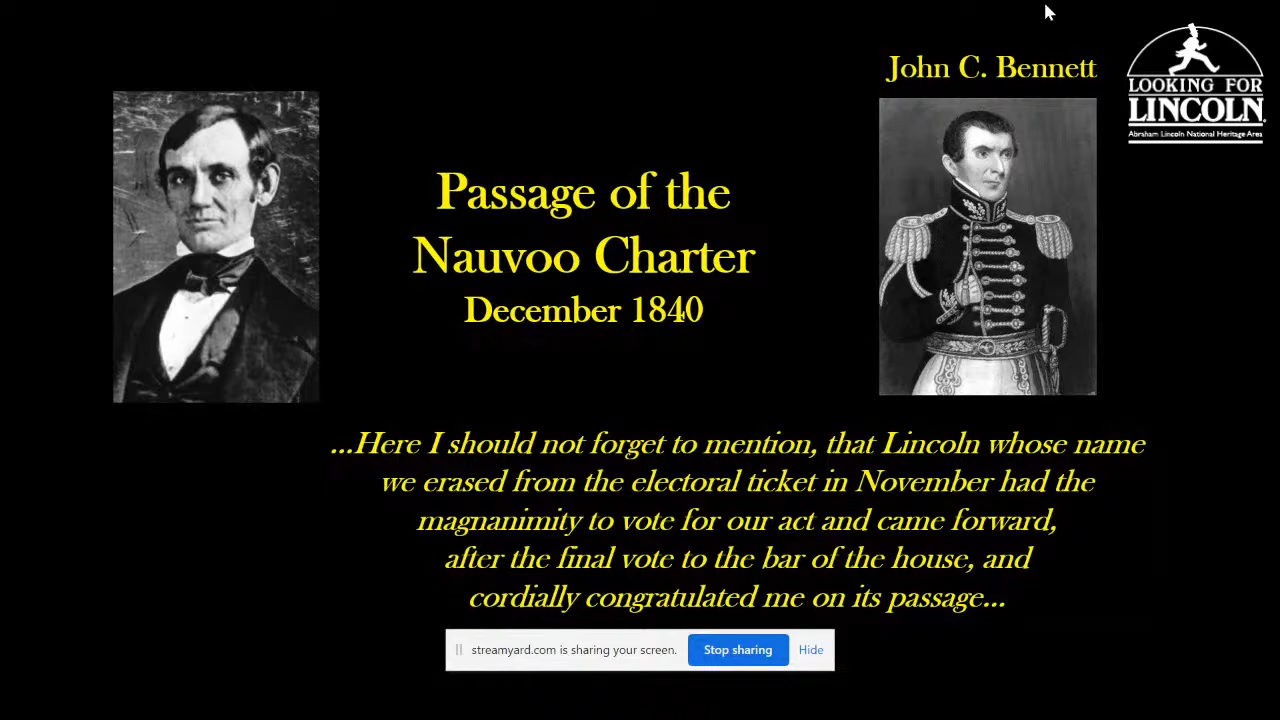 John C. Bennett
LOOKING FOR
LINCOLN
Abraham Lincoln National Heritage Area
Passage of the
Nauvoo Charter
December 1840
...Here I should not forget to mention, that Lincoln whose name
we erased from the electoral ticket in November had the
magnanimity to vote for our act and came forward,
after the final vote to the bar of the house, and
cordially congratulated me on its passage...
streamyard.com is sharing your screen. Stop sharing Hide